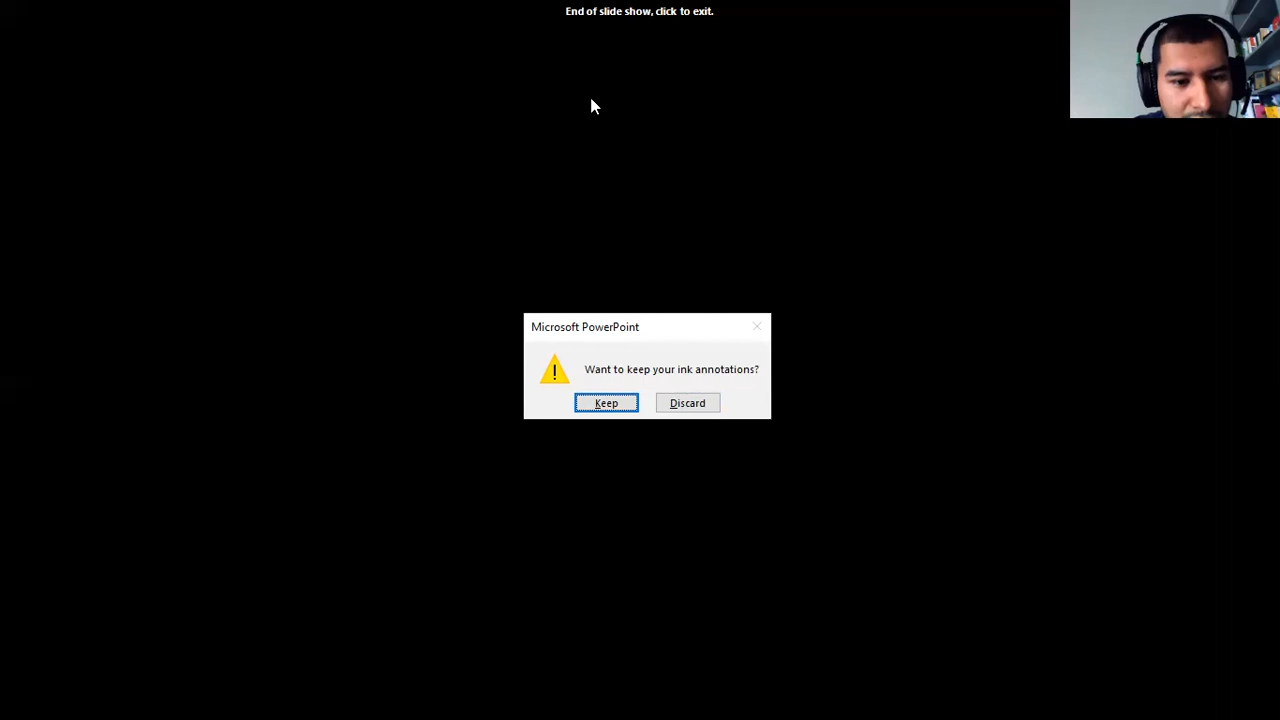 End of slide show, click to exit.
Microsoft PowerPoint
Want to keep your ink annotations?
Keep
Discard